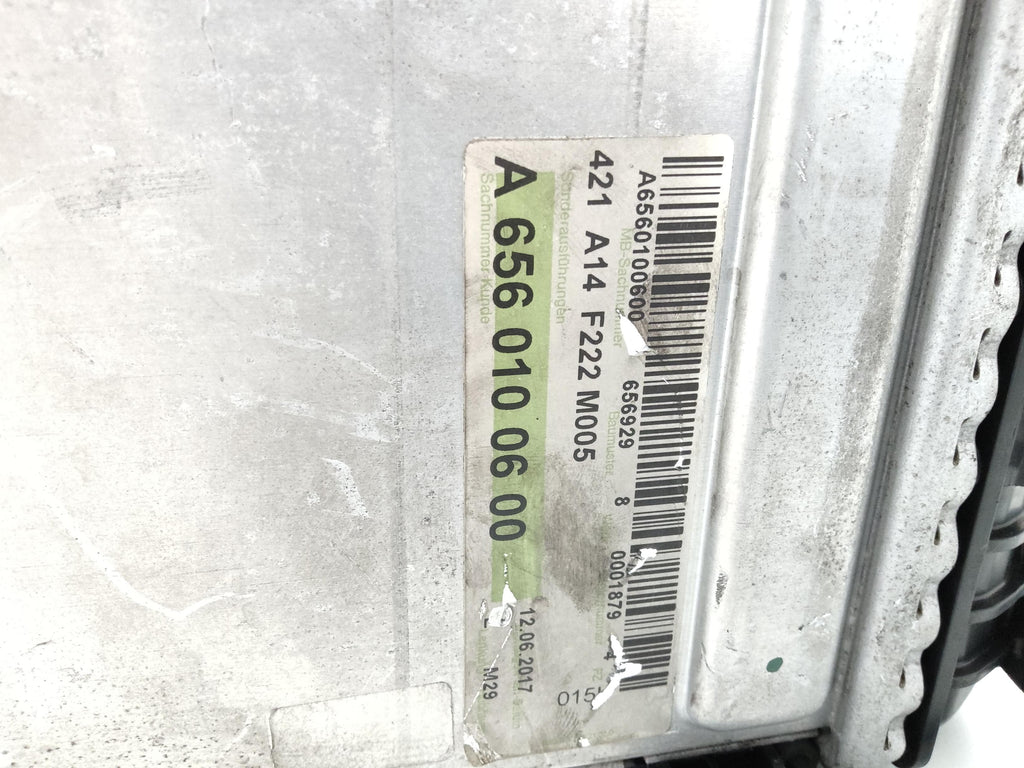 A6560100600 656929 8 0001879 4
MB-Sachnummer Baumuster
421 A14 F222 M005
Sonderausführungen
A 656 010 06 00
Sachnummer-Kunde
12.06.2017
M29